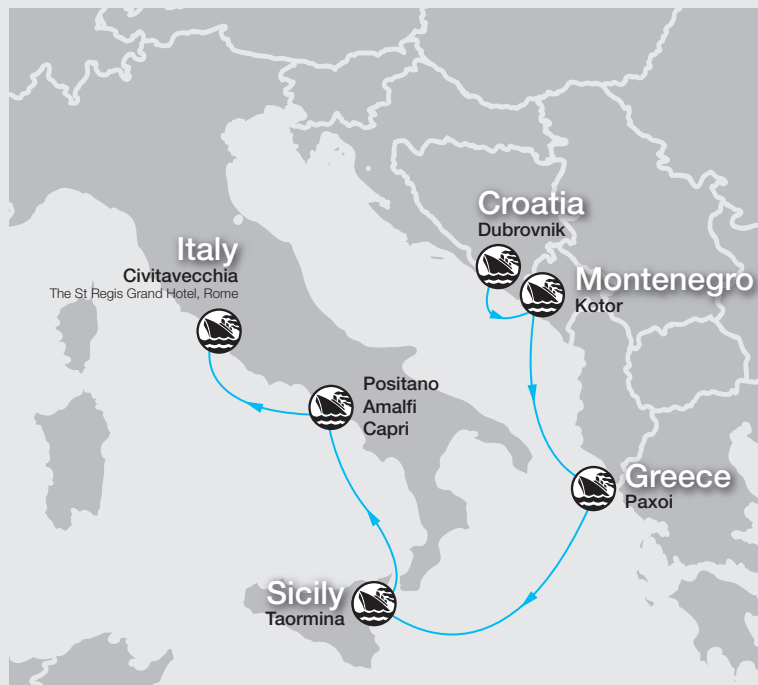 Croatia
Dubrovnik
Italy
Civitavecchia
The St Regis Grand Hotel, Rome
Montenegro
Kotor
Positano
Amalfi
Capri
Greece
Paxoi
Sicily
Taormina